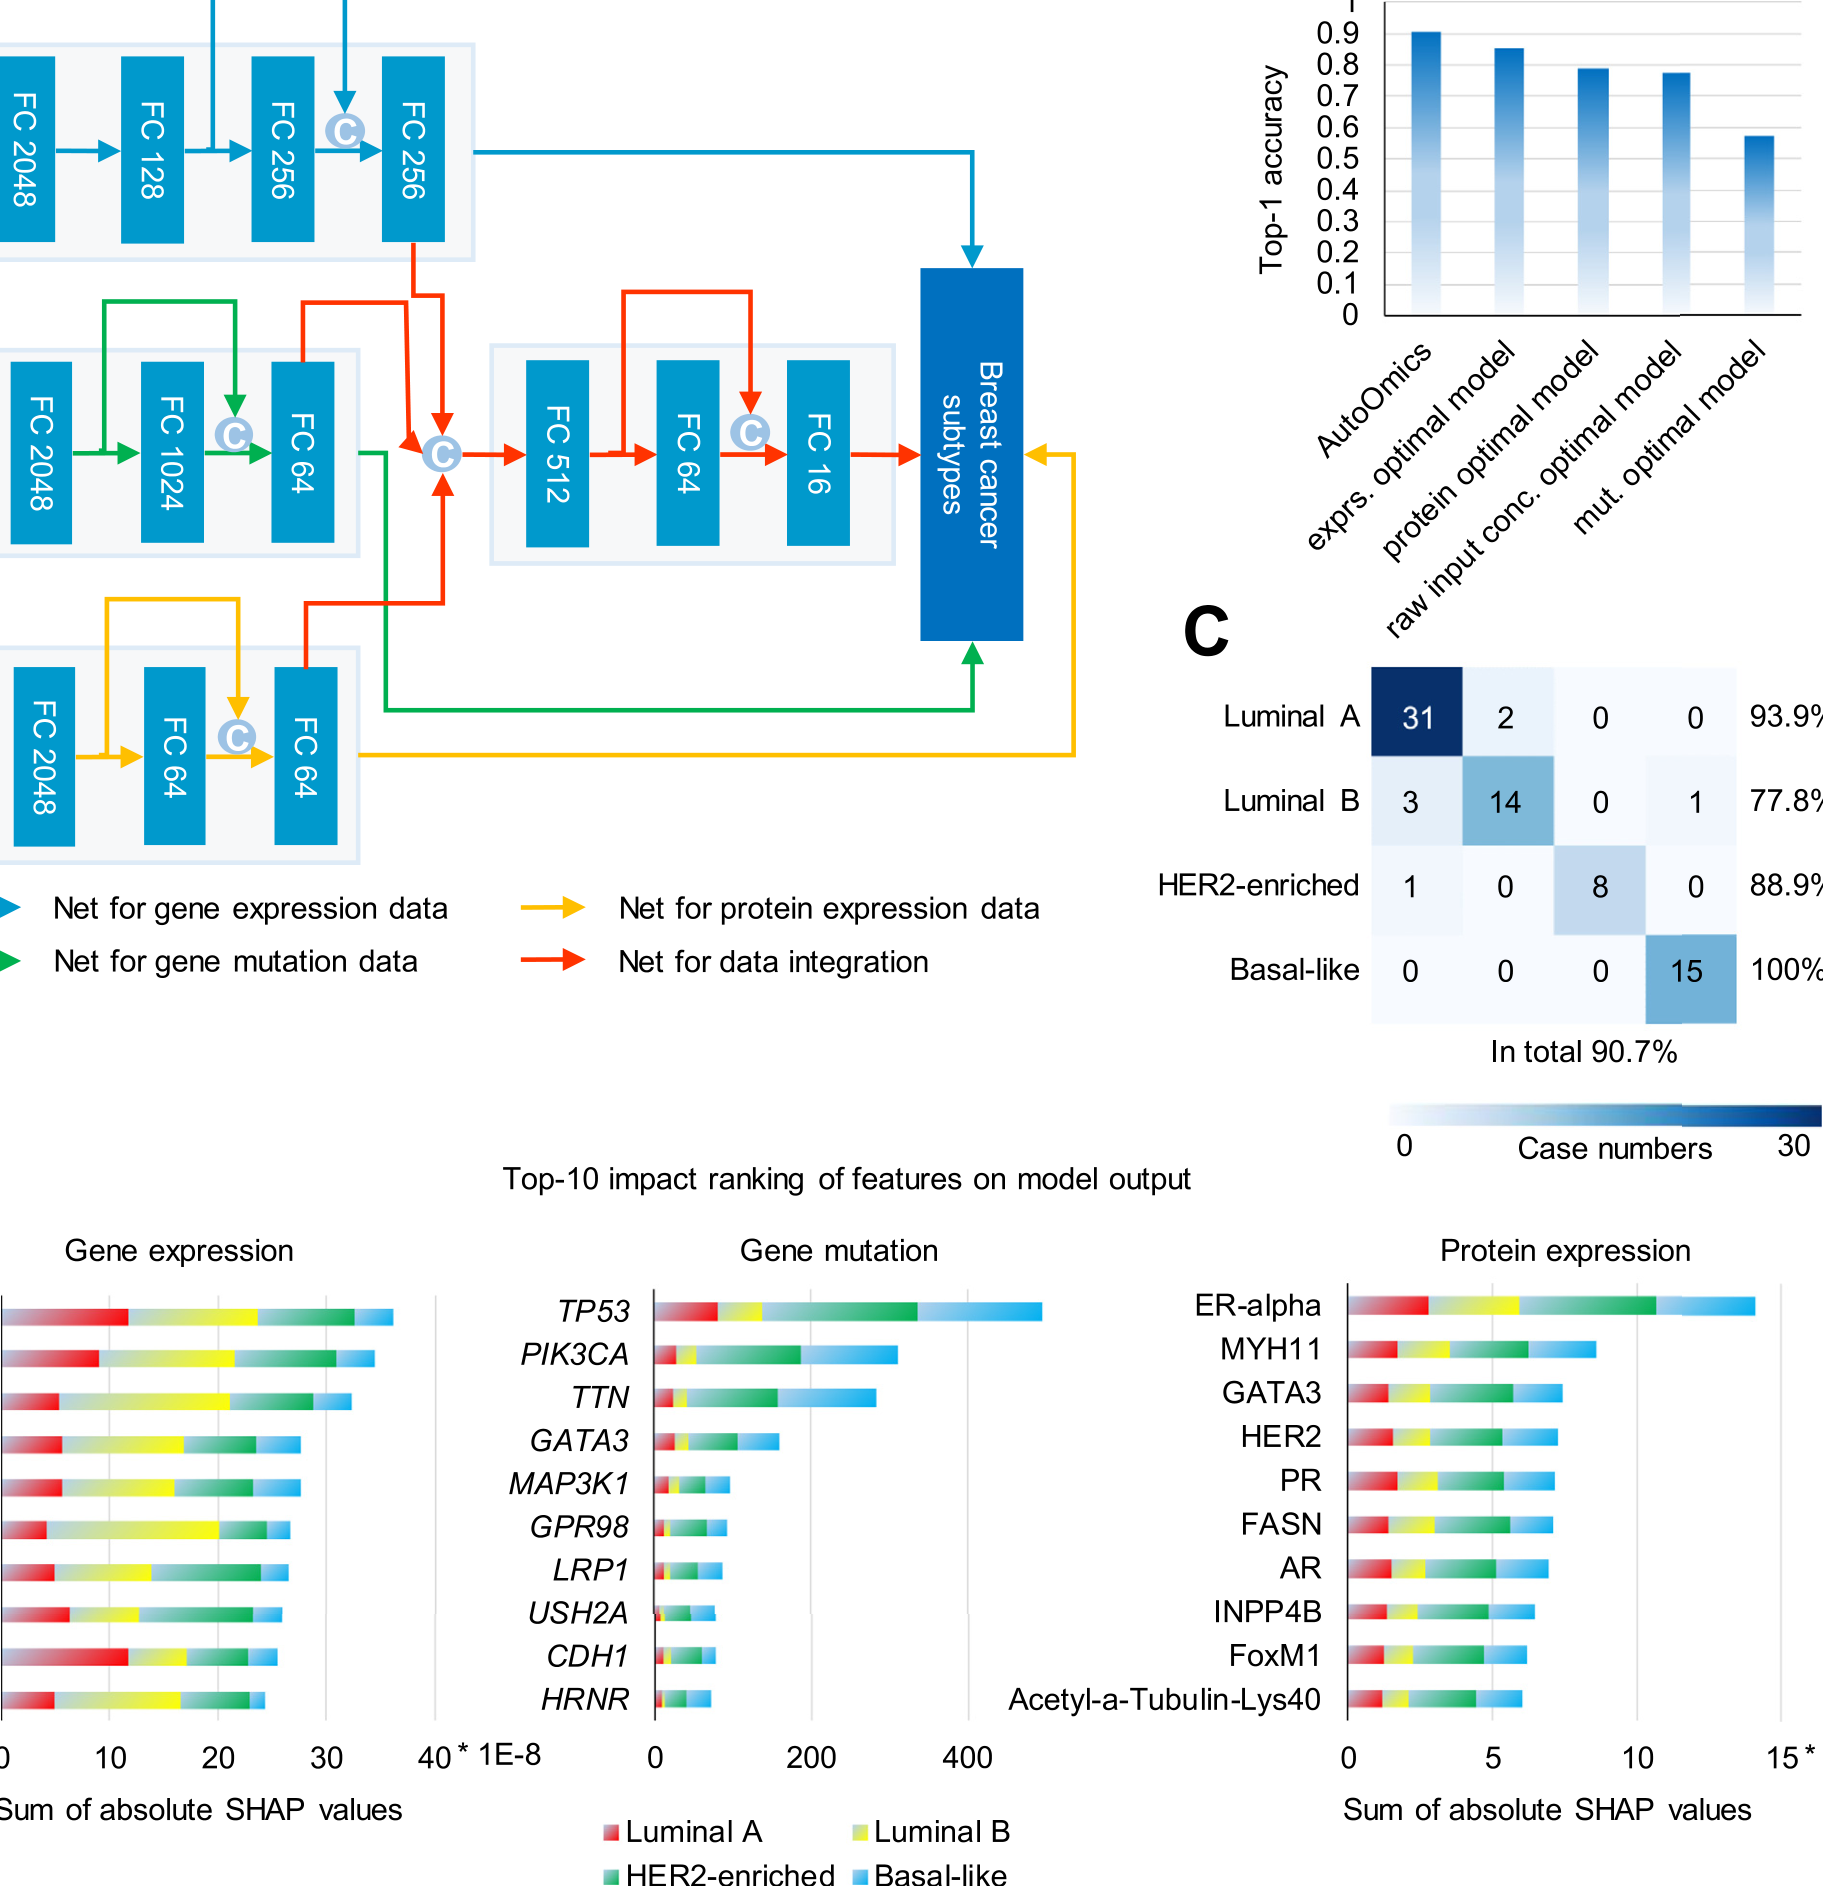 FC 2048
FC 128
FC 256
C
FC 256
FC 2048
FC 1024
C
FC 64
C
FC 512
FC 64
C
FC 16
Breast cancer
subtypes
FC 2048
FC 64
C
FC 64
Net for gene expression data
Net for protein expression data
Net for gene mutation data
Net for data integration
Top-1 accuracy
1
0.9
0.8
0.7
0.6
0.5
0.4
0.3
0.2
0.1
0
AutoOmics
exprs. optimal model
protein optimal model
raw input conc. optimal model
mut. optimal model
C
Luminal A 31 2 0 0 93.9%
Luminal B 3 14 0 1 77.8%
HER2-enriched 1 0 8 0 88.9%
Basal-like 0 0 0 15 100%
In total 90.7%
0 Case numbers 30
Top-10 impact ranking of features on model output
Gene expression
0 10 20 30 40 * 1E-8
Sum of absolute SHAP values
Gene mutation
TP53
PIK3CA
TTN
GATA3
MAP3K1
GPR98
LRP1
USH2A
CDH1
HRNR
0 200 400
Protein expression
ER-alpha
MYH11
GATA3
HER2
PR
FASN
AR
INPP4B
FoxM1
Acetyl-a-Tubulin-Lys40
0 5 10 15 *
Sum of absolute SHAP values
Luminal A
Luminal B
HER2-enriched
Basal-like